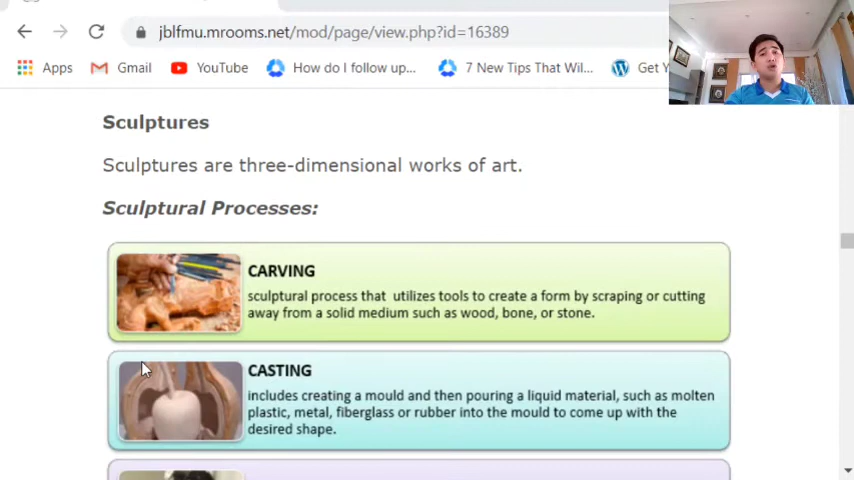 jblfmu.mrooms.net/mod/page/view.php?id=16389
Apps Gmail YouTube How do I follow up... 7 New Tips That Wil... Get Y
Sculptures
Sculptures are three-dimensional works of art.
Sculptural Processes:
CARVING
sculptural process that utilizes tools to create a form by scraping or cutting
away from a solid medium such as wood, bone, or stone.
CASTING
includes creating a mould and then pouring a liquid material, such as molten
plastic, metal, fiberglass or rubber into the mould to come up with the
desired shape.